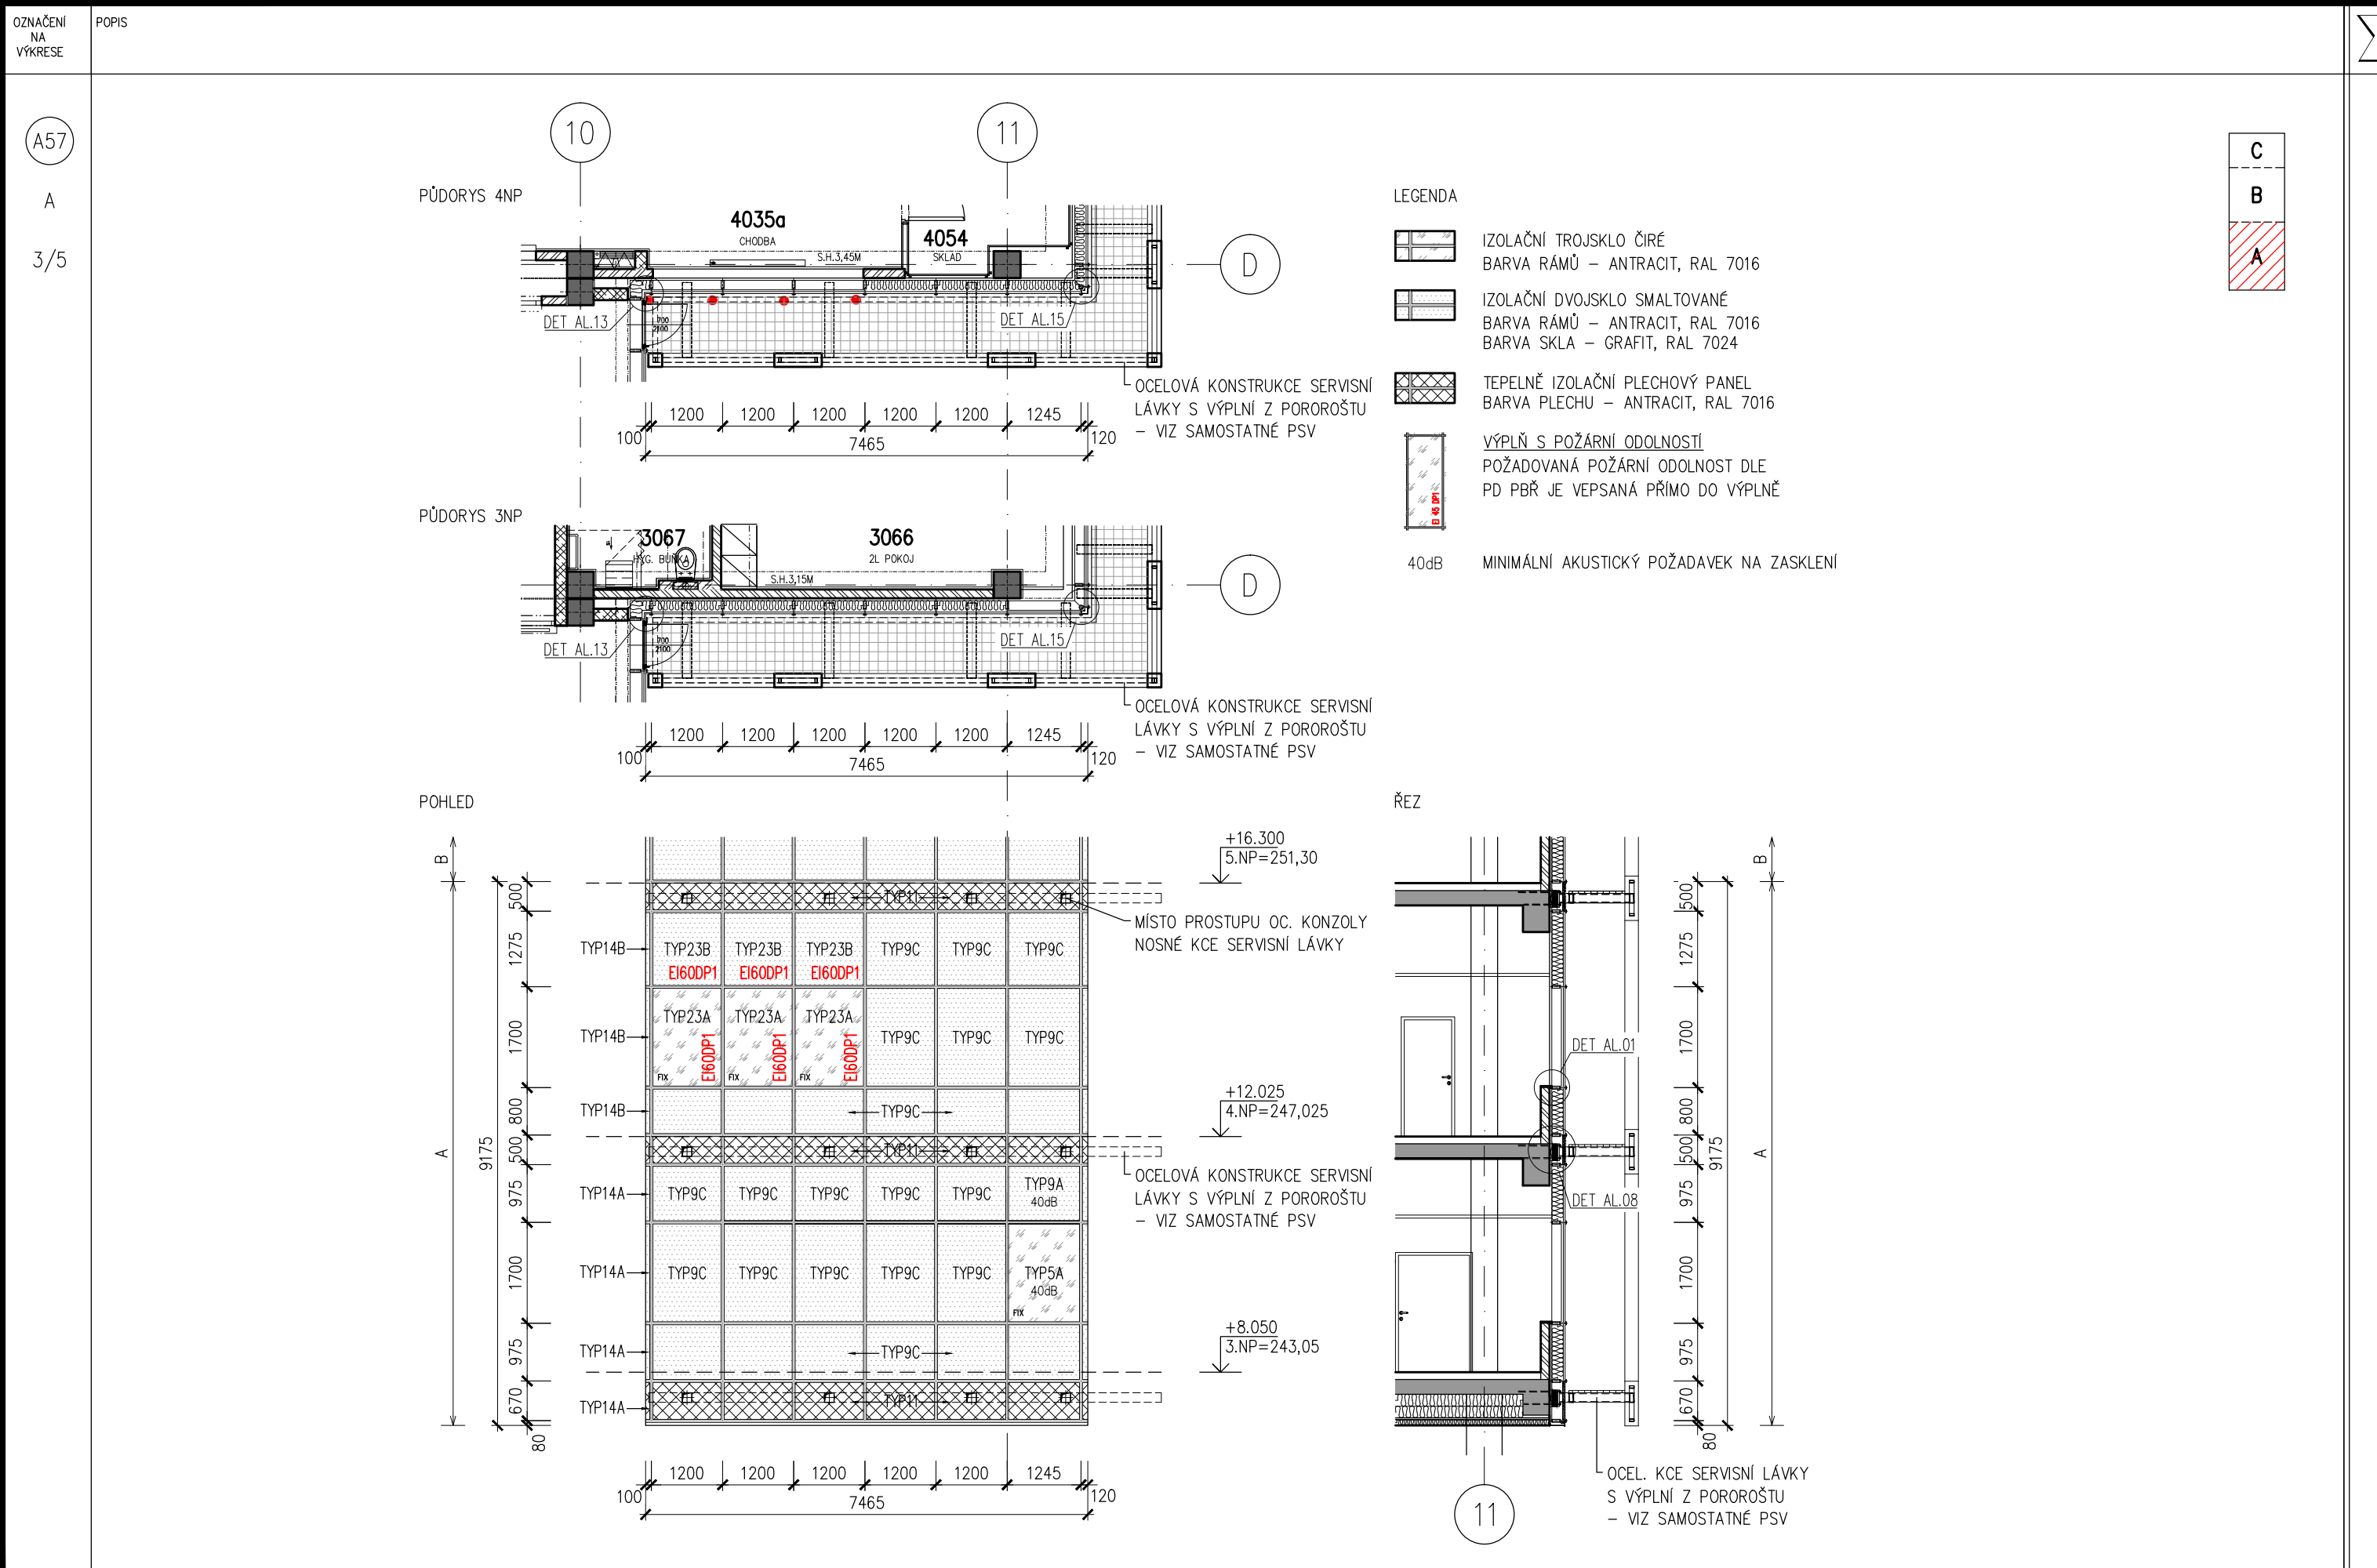 OZNAČENÍ
NA
VÝKRESE
POPIS
A57
A
3/5
10
11
PŮDORYS 4NP
4035a
CHODBA
4054
SKLAD
S.H.3,45M
D
DET AL.13
700
2100
DET AL.15
OCELOVÁ KONSTRUKCE SERVISNÍ
LÁVKY S VÝPLNÍ Z POROROŠTU
– VIZ SAMOSTATNÉ PSV
1200 1200 1200 1200 1200 1245
100 120
7465
PŮDORYS 3NP
3067
HYG. BUŇKA
3066
2L POKOJ
S.H.3,15M
D
DET AL.13
700
2100
DET AL.15
OCELOVÁ KONSTRUKCE SERVISNÍ
LÁVKY S VÝPLNÍ Z POROROŠTU
– VIZ SAMOSTATNÉ PSV
1200 1200 1200 1200 1200 1245
100 120
7465
LEGENDA
IZOLAČNÍ TROJSKLO ČIRÉ
BARVA RÁMŮ – ANTRACIT, RAL 7016
IZOLAČNÍ DVOJSKLO SMALTOVANÉ
BARVA RÁMŮ – ANTRACIT, RAL 7016
BARVA SKLA – GRAFIT, RAL 7024
TEPELNĚ IZOLAČNÍ PLECHOVÝ PANEL
BARVA PLECHU – ANTRACIT, RAL 7016
VÝPLŇ S POŽÁRNÍ ODOLNOSTÍ
POŽADOVANÁ POŽÁRNÍ ODOLNOST DLE
PD PBŘ JE VEPSANÁ PŘÍMO DO VÝPLNĚ
EI 45 DP1
40dB MINIMÁLNÍ AKUSTICKÝ POŽADAVEK NA ZASKLENÍ
C
B
A
POHLED
B
A
9175
500
1275
1700
800
500
975
1700
975
670
80
TYP11
TYP14B TYP23B TYP23B TYP23B TYP9C TYP9C TYP9C
EI60DP1 EI60DP1 EI60DP1
TYP14B TYP23A TYP23A TYP23A TYP9C TYP9C TYP9C
EI60DP1 EI60DP1 EI60DP1
FIX FIX FIX
TYP14B TYP9C
TYP11
TYP14A TYP9C TYP9C TYP9C TYP9C TYP9C TYP9A
40dB
TYP14A TYP9C TYP9C TYP9C TYP9C TYP9C TYP5A
40dB
FIX
TYP14A TYP9C
TYP14A TYP11
1200 1200 1200 1200 1200 1245
100 120
7465
+16.300
5.NP=251,30
MÍSTO PROSTUPU OC. KONZOLY
NOSNÉ KCE SERVISNÍ LÁVKY
+12.025
4.NP=247,025
OCELOVÁ KONSTRUKCE SERVISNÍ
LÁVKY S VÝPLNÍ Z POROROŠTU
– VIZ SAMOSTATNÉ PSV
+8.050
3.NP=243,05
ŘEZ
DET AL.01
DET AL.08
500
1275
1700
800
500
975
1700
975
670
80
9175
B
A
11
OCEL. KCE SERVISNÍ LÁVKY
S VÝPLNÍ Z POROROŠTU
– VIZ SAMOSTATNÉ PSV